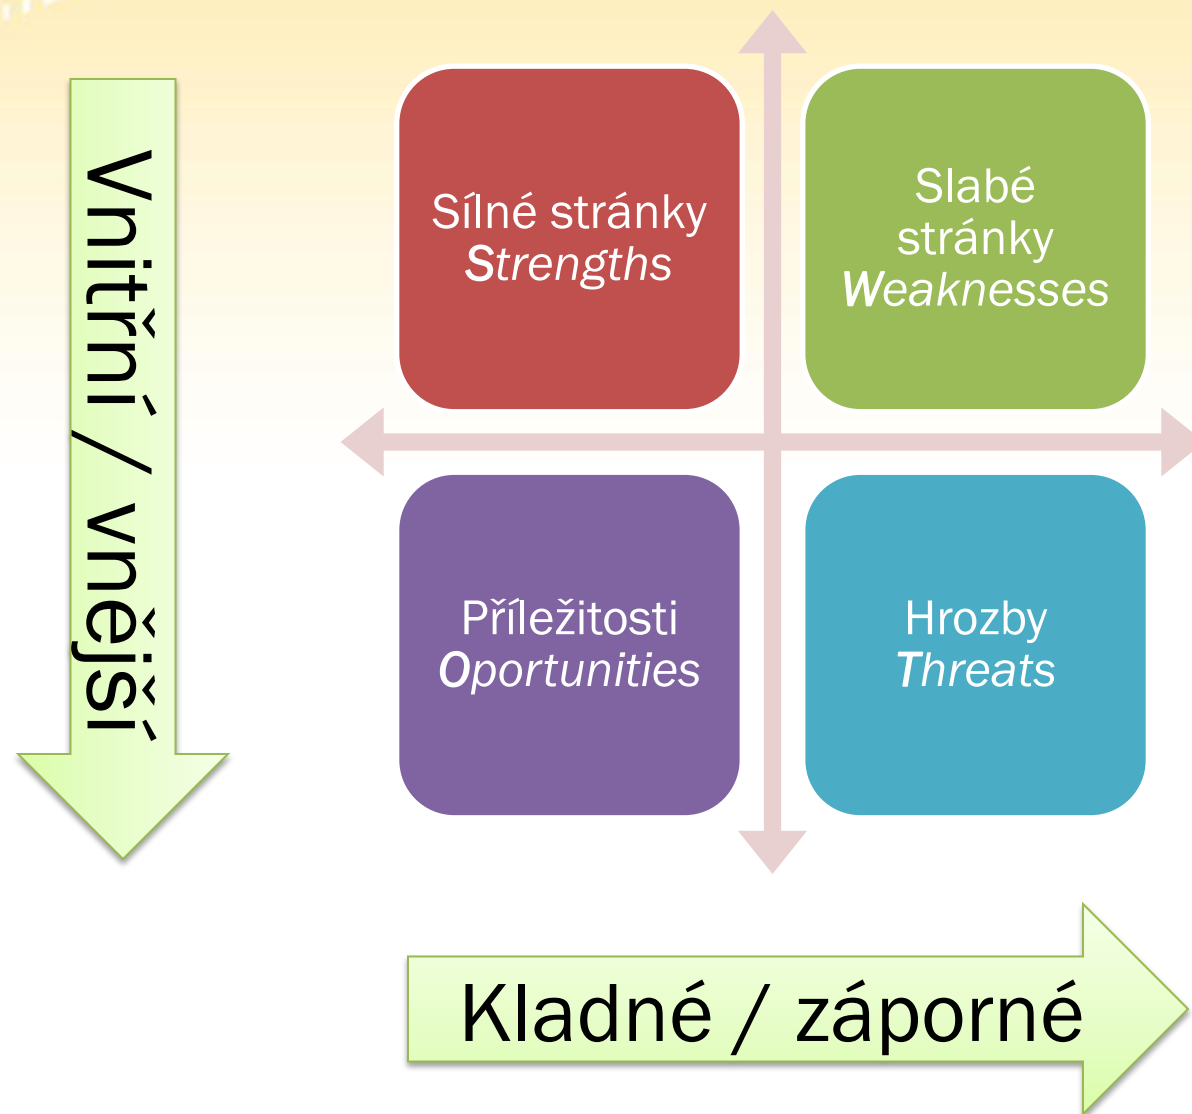 Vnitřní / vnější
Sílné stránky
Strengths
Slabé
stránky
Weaknesses
Příležitosti
Oportunities
Hrozby
Threats
Kladné / záporné